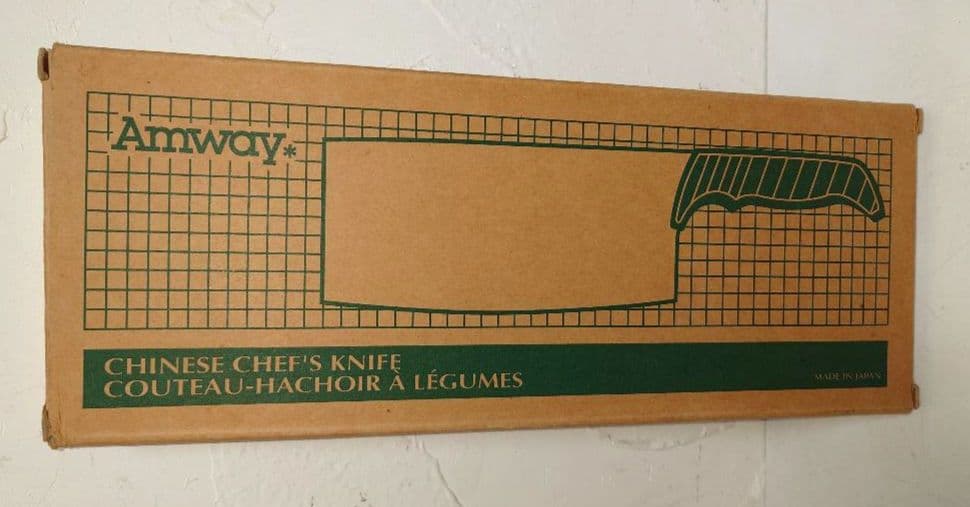 Amway*
CHINESE CHEF'S KNIFE
COUTEAU-HACHOIR À LÉGUMES
MADE IN JAPAN